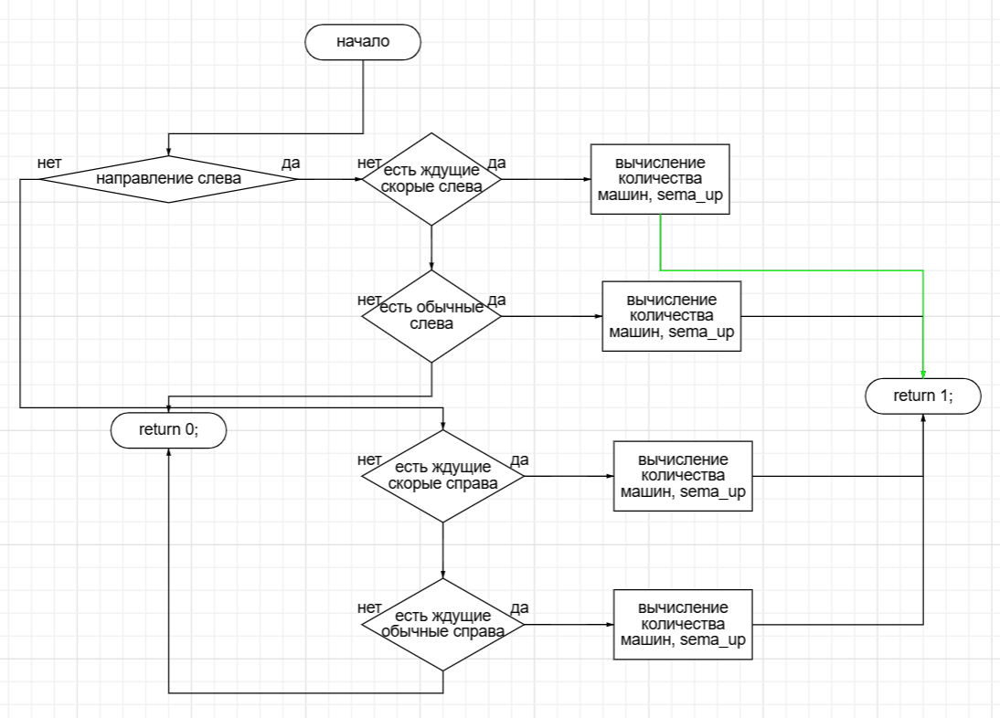 начало
нет
направление слева
да
нет
есть ждущие
скорые слева
да
вычисление
количества
машин, sema_up
нет
есть обычные
слева
да
вычисление
количества
машин, sema_up
return 1;
return 0;
нет
есть ждущие
скорые справа
да
вычисление
количества
машин, sema_up
нет
есть ждущие
обычные справа
да
вычисление
количества
машин, sema_up